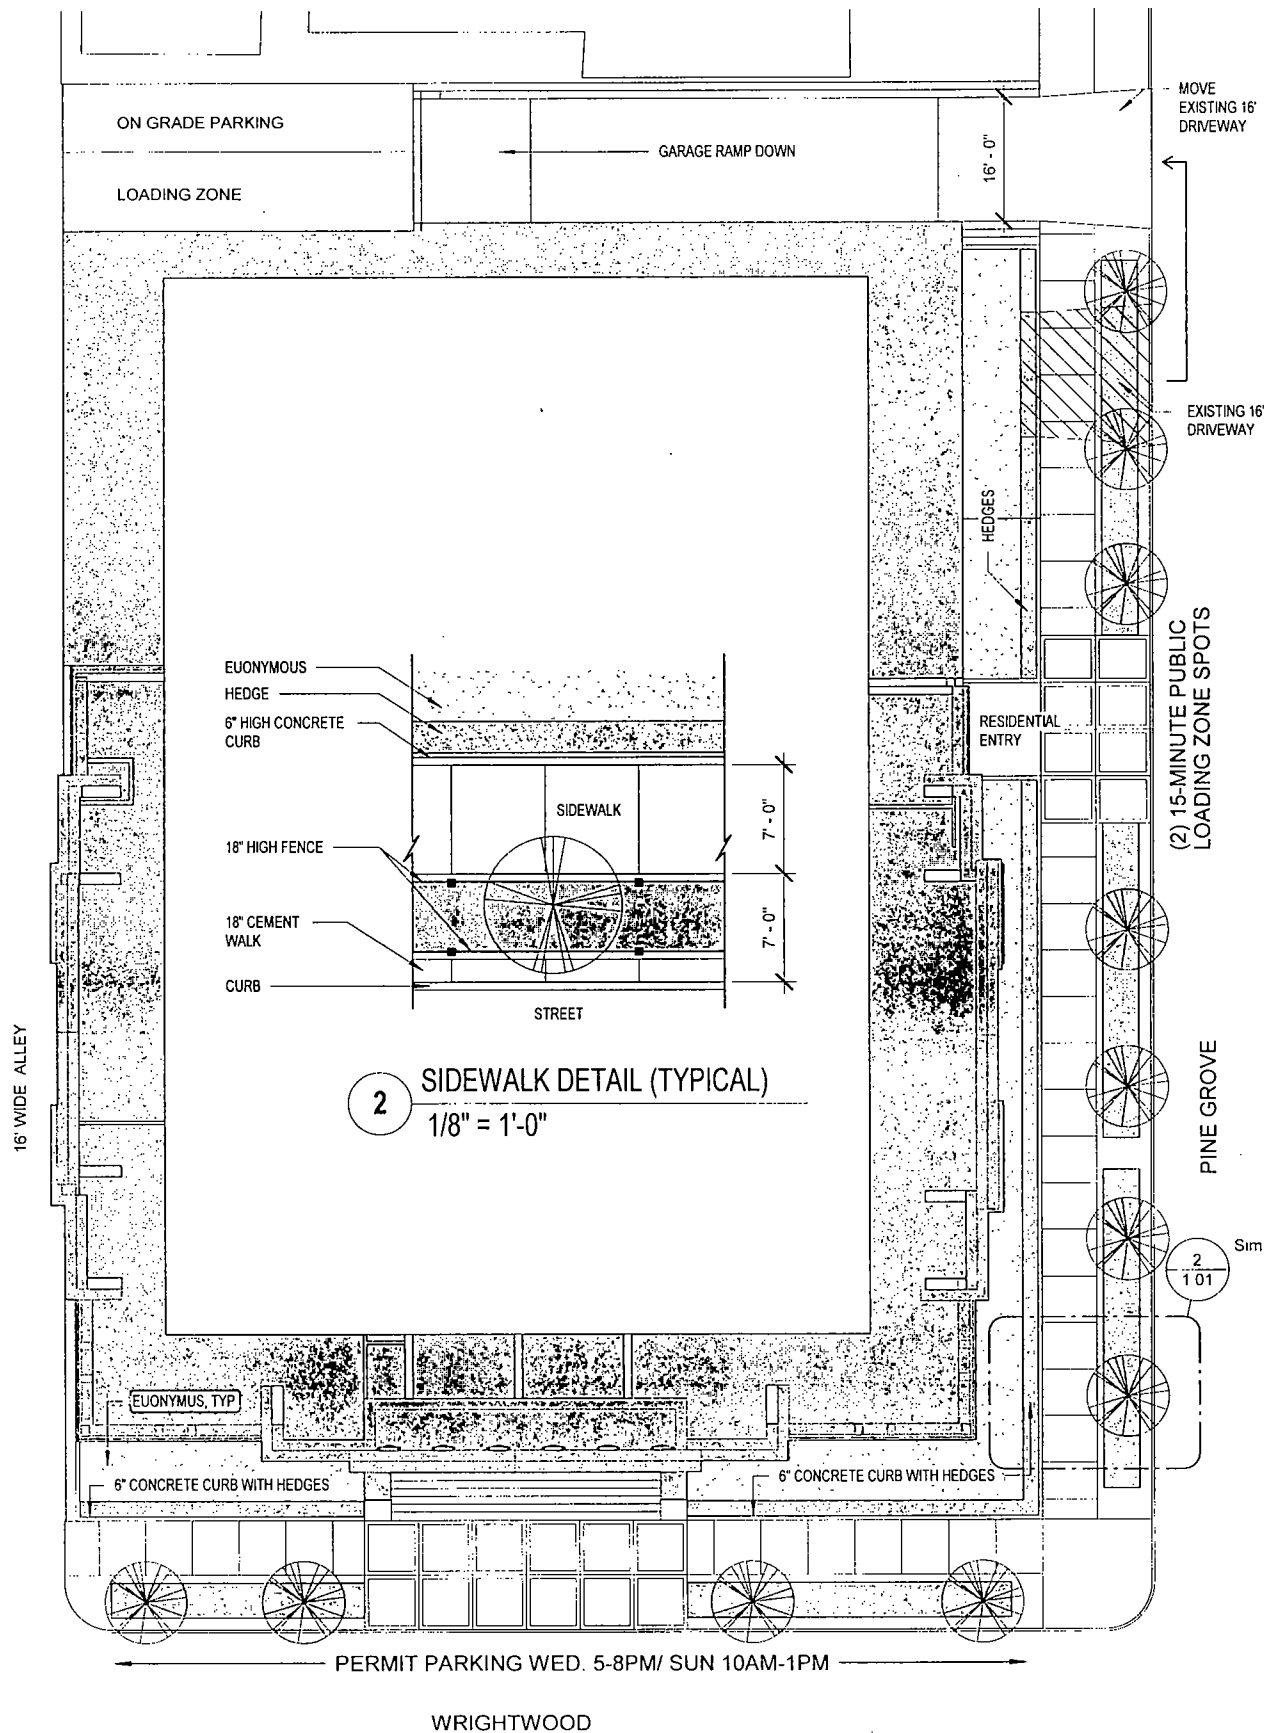 MOVE
EXISTING 16'
DRIVEWAY
ON GRADE PARKING
GARAGE RAMP DOWN
16' - 0"
LOADING ZONE
EXISTING 16'
DRIVEWAY
HEDGES
(2) 15-MINUTE PUBLIC
LOADING ZONE SPOTS
EUONYMOUS
HEDGE
6" HIGH CONCRETE
CURB
RESIDENTIAL
ENTRY
SIDEWALK
7' - 0"
18" HIGH FENCE
18" CEMENT
WALK
7' - 0"
CURB
STREET
16' WIDE ALLEY
PINE GROVE
2
SIDEWALK DETAIL (TYPICAL)
1/8" = 1'-0"
2
1 01
Sim
EUONYMUS, TYP
6" CONCRETE CURB WITH HEDGES
6" CONCRETE CURB WITH HEDGES
PERMIT PARKING WED. 5-8PM/ SUN 10AM-1PM
WRIGHTWOOD